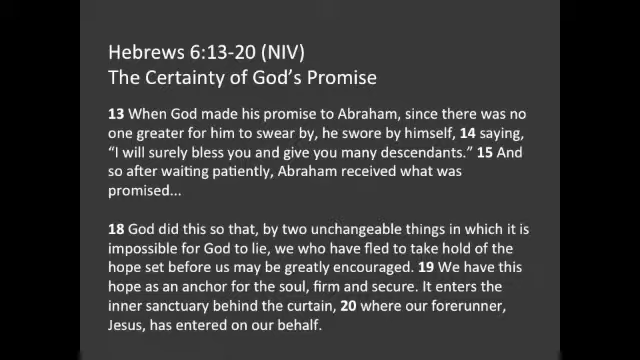 Hebrews 6:13-20 (NIV)
The Certainty of God's Promise
13 When God made his promise to Abraham, since there was no
one greater for him to swear by, he swore by himself, 14 saying,
“I will surely bless you and give you many descendants.” 15 And
so after waiting patiently, Abraham received what was
promised...
18 God did this so that, by two unchangeable things in which it is
impossible for God to lie, we who have fled to take hold of the
hope set before us may be greatly encouraged. 19 We have this
hope as an anchor for the soul, firm and secure. It enters the
inner sanctuary behind the curtain, 20 where our forerunner,
Jesus, has entered on our behalf.